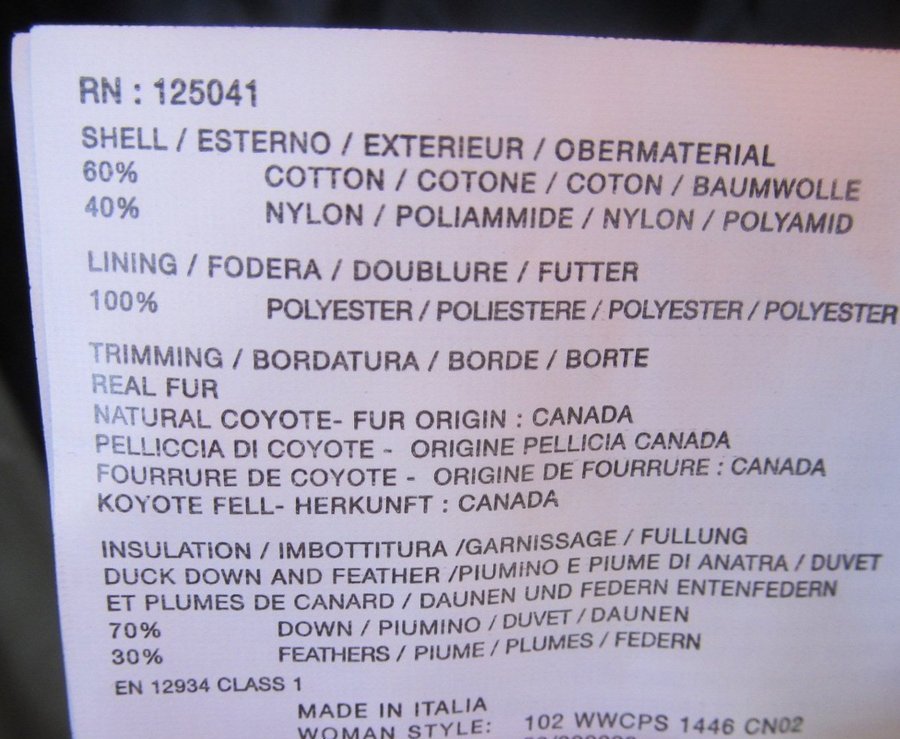 RN : 125041
SHELL / ESTERNO / EXTERIEUR / OBERMATERIAL
60% COTTON / COTONE / COTON / BAUMWOLLE
40% NYLON / POLIAMMIDE / NYLON / POLYAMID
LINING / FODERA / DOUBLURE / FUTTER
100% POLYESTER / POLIESTERE / POLYESTER / POLYESTER
TRIMMING / BORDATURA / BORDE / BORTE
REAL FUR
NATURAL COYOTE- FUR ORIGIN : CANADA
PELLICCIA DI COYOTE - ORIGINE PELLICIA CANADA
FOURRURE DE COYOTE - ORIGINE DE FOURRURE : CANADA
KOYOTE FELL- HERKUNFT : CANADA
INSULATION / IMBOTTITURA /GARNISSAGE / FULLUNG
DUCK DOWN AND FEATHER /PIUMINO E PIUME DI ANATRA / DUVET
ET PLUMES DE CANARD / DAUNEN UND FEDERN ENTENFEDERN
70% DOWN / PIUMINO / DUVET / DAUNEN
30% FEATHERS / PIUME / PLUMES / FEDERN
EN 12934 CLASS 1
MADE IN ITALIA
WOMAN STYLE: 102 WWCPS 1446 CN02